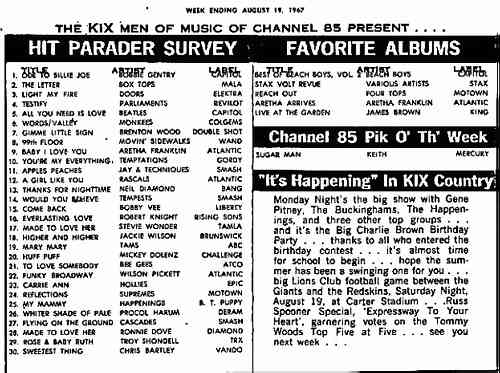 WEEK ENDING AUGUST 19, 1967
THE KIX MEN OF MUSIC OF CHANNEL 85 PRESENT ....
HIT PARADER SURVEY
TITLE ARTIST LABEL
1. ODE TO BILLIE JOE BOBBIE GENTRY CAPITOL
2. THE LETTER BOX TOPS MALA
3. LIGHT MY FIRE DOORS ELEKTRA
4. TESTIFY PARLIAMENTS REVILOT
5. ALL YOU NEED IS LOVE BEATLES CAPITOL
6. WORDS/VALLEY MONKEES COLGEMS
7. GIMME LITTLE SIGN BRENTON WOOD DOUBLE SHOT
8. 99th FLOOR MOVIN' SIDEWALKS WAND
9. BABY I LOVE YOU ARETHA FRANKLIN ATLANTIC
10. YOU'RE MY EVERYTHING, TEMPTATIONS GORDY
11. APPLES PEACHES JAY & TECHNIQUES SMASH
12. A GIRL LIKE YOU RASCALS ATLANTIC
13. THANKS FOR NIGHTTIME NEIL DIAMOND BANG
14. WOULD YOU BELIEVE TEMPESTS SMASH
15. COME BACK BOBBY VEE LIBERTY
16. EVERLASTING LOVE ROBERT KNIGHT RISING SONS
17. MADE TO LOVE HER STEVIE WONDER TAMLA
18. HIGHER AND HIGHER JACKIE WILSON BRUNSWICK
19. MARY MARY TAMS ABC
20. HUFF PUFF MICKEY DOLENZ CHALLENGE
21. TO LOVE SOMEBODY BEE GEES ATCO
22. FUNKY BROADWAY WILSON PICKETT ATLANTIC
23. CARRIE ANN HOLLIES EPIC
24. REFLECTIONS SUPREMES MOTOWN
25. MY MAMMY HAPPENINGS B. T. PUPPY
26. WHITER SHADE OF PALE PROCOL HARUM DERAM
27. FLYING ON THE GROUND CASCADES SMASH
28. MADE TO LOVE HER RONNIE DOVE DIAMOND
29. ROSE & BABY RUTH TROY SHONDELL TRX
30. SWEETEST THING CHRIS BARTLEY VANDO
FAVORITE ALBUMS
TITLE ARTIST LABEL
BEST OF BEACH BOYS, VOL. 2 BEACH BOYS CAPITOL
STAX VOLT REVUE VARIOUS ARTISTS STAX
REACH OUT FOUR TOPS MOTOWN
ARETHA ARRIVES ARETHA FRANKLIN ATLANTIC
LIVE AT THE GARDEN JAMES BROWN KING
Channel 85 Pik O' Th' Week
SUGAR MAN KEITH MERCURY
"It's Happening" In KIX Country
Monday Night's the big show with Gene
Pitney, The Buckinghams, The Happen-
ings, and three other top groups . . .
and it's the Big Charlie Brown Birthday
Party . . . thanks to all who entered the
birthday contest . . . it's almost time
for school to begin . . . hope the sum-
mer has been a swinging one for you . . .
big Lions Club football game between the
Giants and the Redskins, Saturday Night,
August 19, at Carter Stadium . . .Russ
Spooner Special, 'Expressway To Your
Heart', garnering votes on the Tommy
Woods Top Five at Five . . . see you
next week . . .